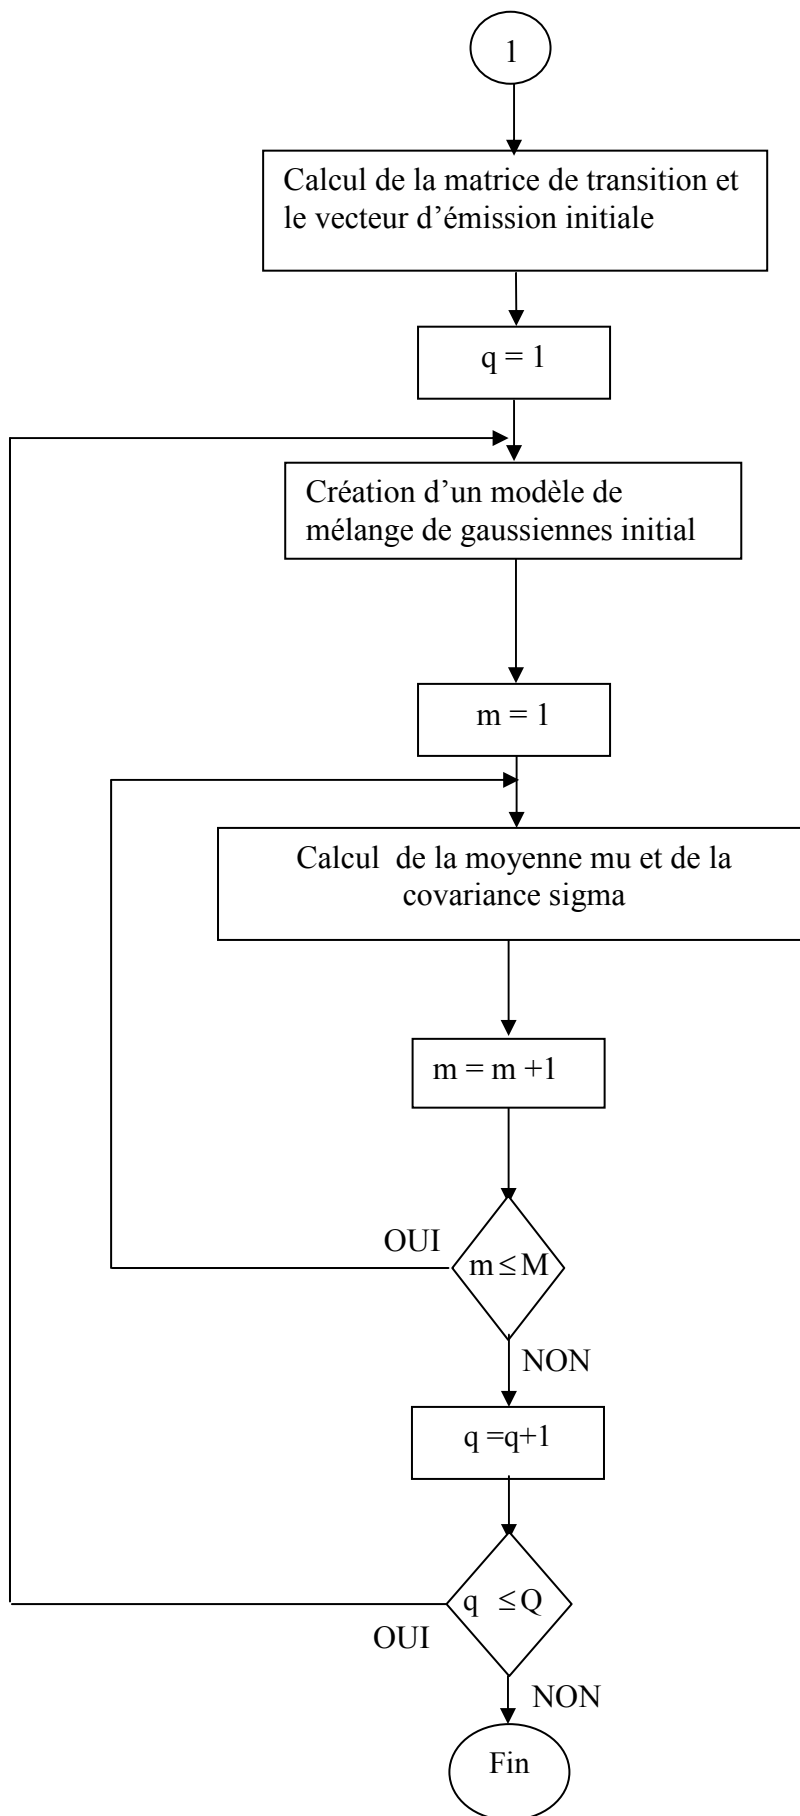 1
Calcul de la matrice de transition et
le vecteur d’émission initiale
q = 1
Création d’un modèle de
mélange de gaussiennes initial
m = 1
Calcul de la moyenne mu et de la
covariance sigma
m = m +1
OUI
m ≤ M
NON
q =q+1
q ≤ Q
OUI
NON
Fin